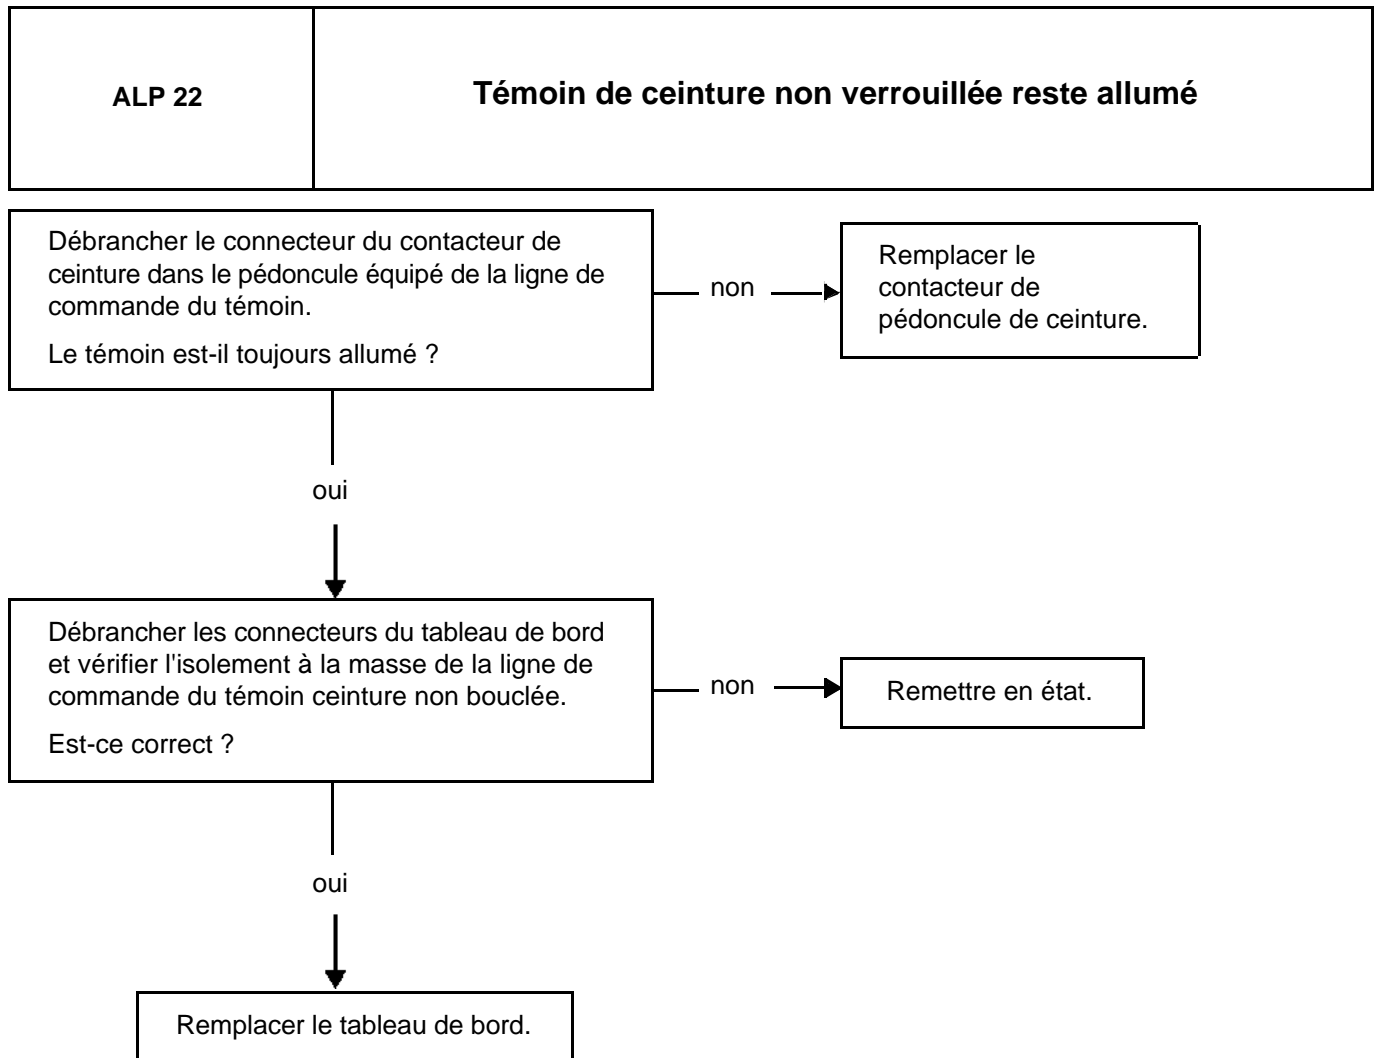 ALP 22
Témoin de ceinture non verrouillée reste allumé
Débrancher le connecteur du contacteur de
ceinture dans le pédoncule équipé de la ligne de
commande du témoin.
Le témoin est-il toujours allumé ?
non
Remplacer le
contacteur de
pédoncule de ceinture.
oui
Débrancher les connecteurs du tableau de bord
et vérifier l'isolement à la masse de la ligne de
commande du témoin ceinture non bouclée.
Est-ce correct ?
non
Remettre en état.
oui
Remplacer le tableau de bord.